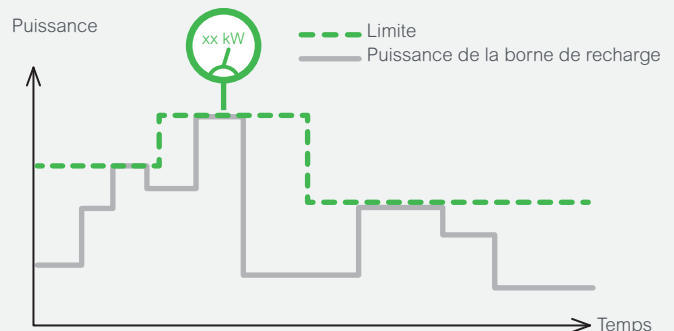 Puissance
xx kW
Limite
Puissance de la borne de recharge
Temps